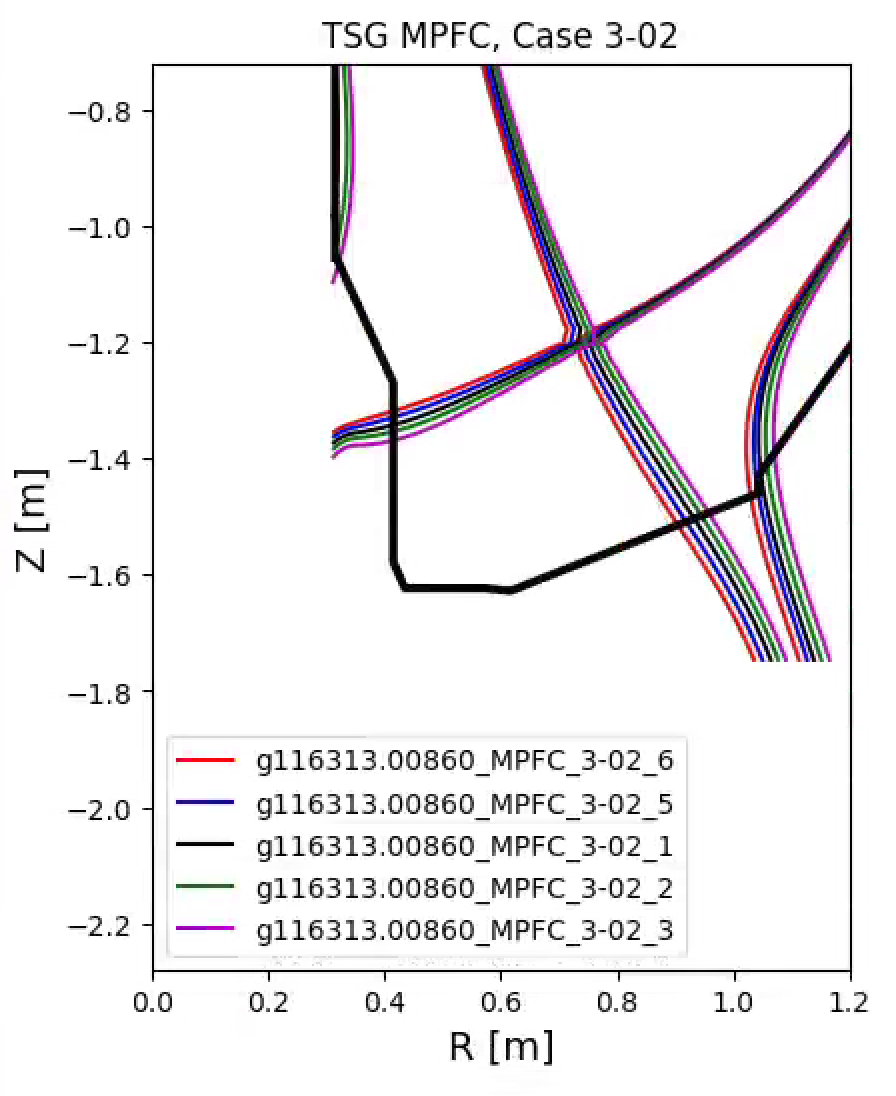 TSG MPFC, Case 3-02
−0.8
−1.0
−1.2
−1.4
−1.6
−1.8
−2.0
−2.2
Z [m]
g116313.00860_MPFC_3-02_6
g116313.00860_MPFC_3-02_5
g116313.00860_MPFC_3-02_1
g116313.00860_MPFC_3-02_2
g116313.00860_MPFC_3-02_3
0.0 0.2 0.4 0.6 0.8 1.0 1.2
R [m]